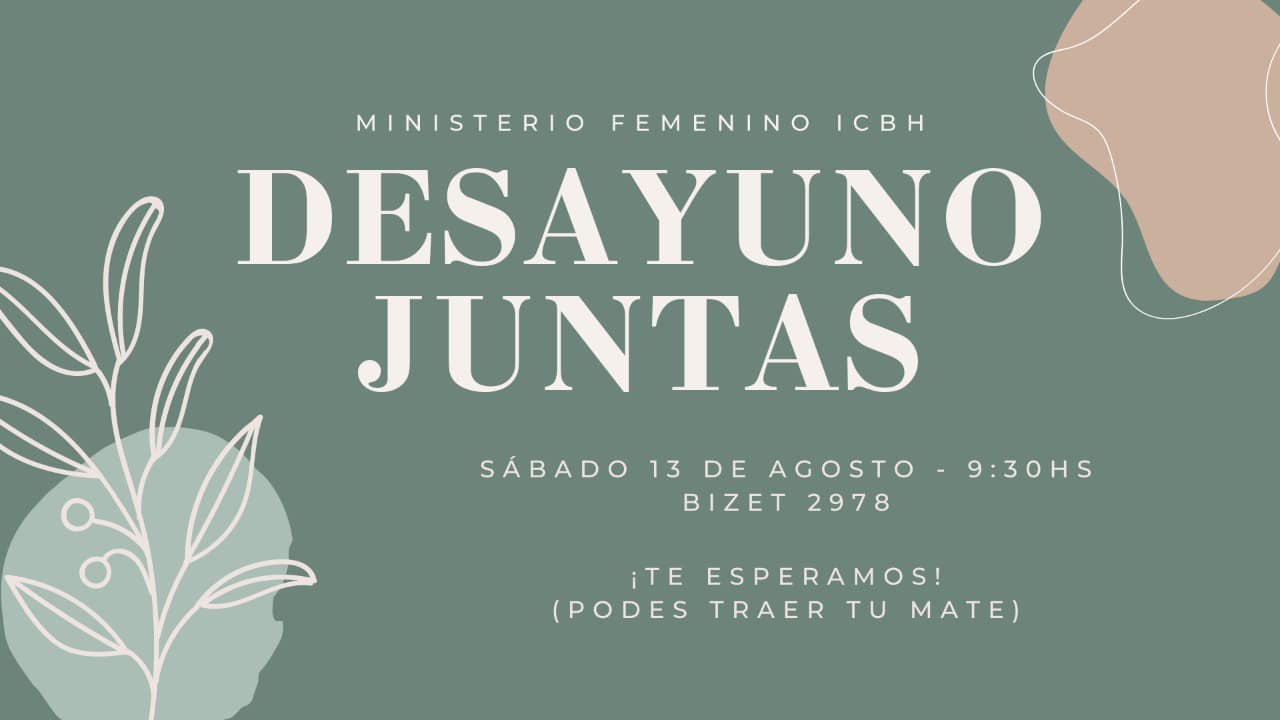 MINISTERIO FEMENINO ICBH
DESAYUNO
JUNTAS
SÁBADO 13 DE AGOSTO - 9:30HS
BIZET 2978
¡TE ESPERAMOS!
(PODES TRAER TU MATE)